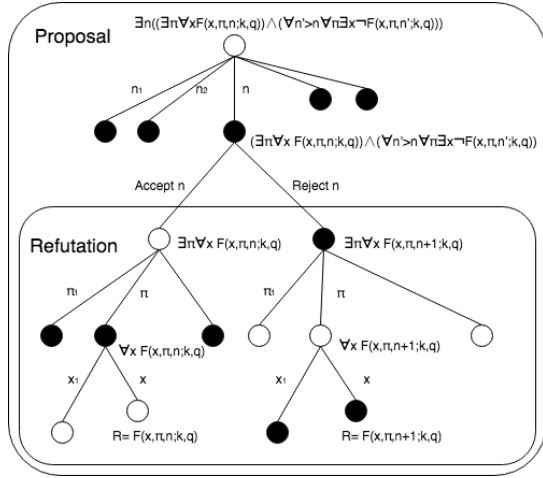 ∃n((∃π∀xF(x,π,n;k,q))∧(∀n'>n∀π∃x¬F(x,π,n';k,q)))
Proposal
n₁ n₂ n
(∃π∀x F(x,π,n;k,q))∧(∀n'>n∀π∃x¬F(x,π,n';k,q))
Accept n Reject n
Refutation
∃π∀x F(x,π,n;k,q) ∃π∀x F(x,π,n+1;k,q)
π₁ π π₁ π
∀x F(x,π,n;k,q) ∀x F(x,π,n+1;k,q)
x₁ x x₁ x
R= F(x,π,n;k,q) R= F(x,π,n+1;k,q)